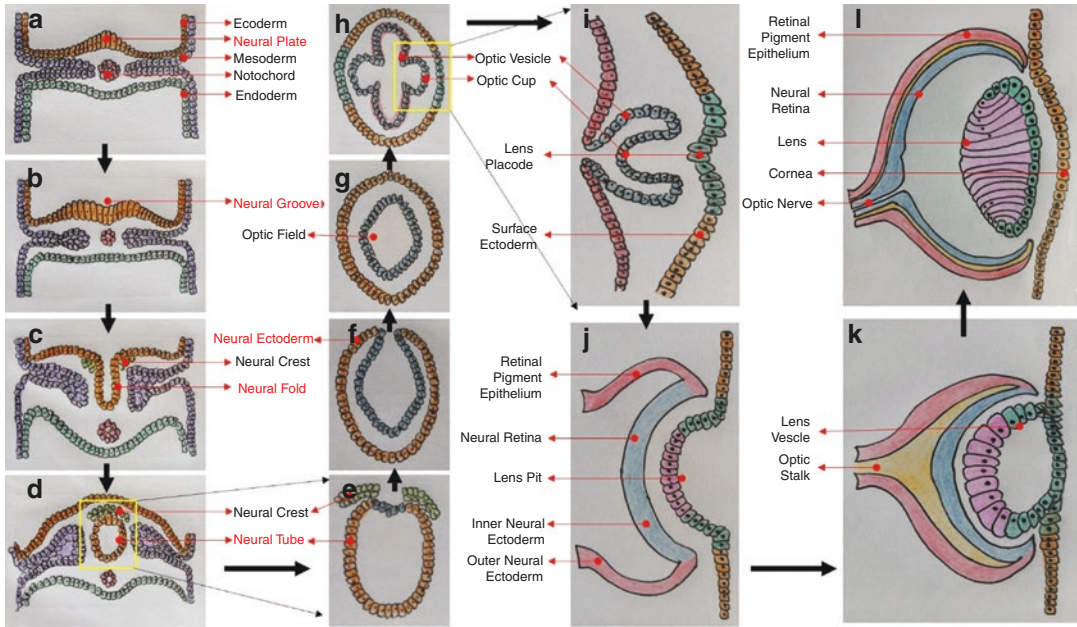 a
Ecoderm
Neural Plate
Mesoderm
Notochord
Endoderm
b
Neural Groove
c
Neural Crest
Neural Fold
d
Neural Crest
Neural Tube
e
f
Neural Ectoderm
g
Optic Field
h
Optic Vesicle
Optic Cup
i
Lens
Placode
Surface
Ectoderm
j
Retinal
Pigment
Epithelium
Neural Retina
Lens Pit
Inner Neural
Ectoderm
Outer Neural
Ectoderm
k
Lens
Vescle
Optic
Stalk
l
Retinal
Pigment
Epithelium
Neural
Retina
Lens
Cornea
Optic Nerve